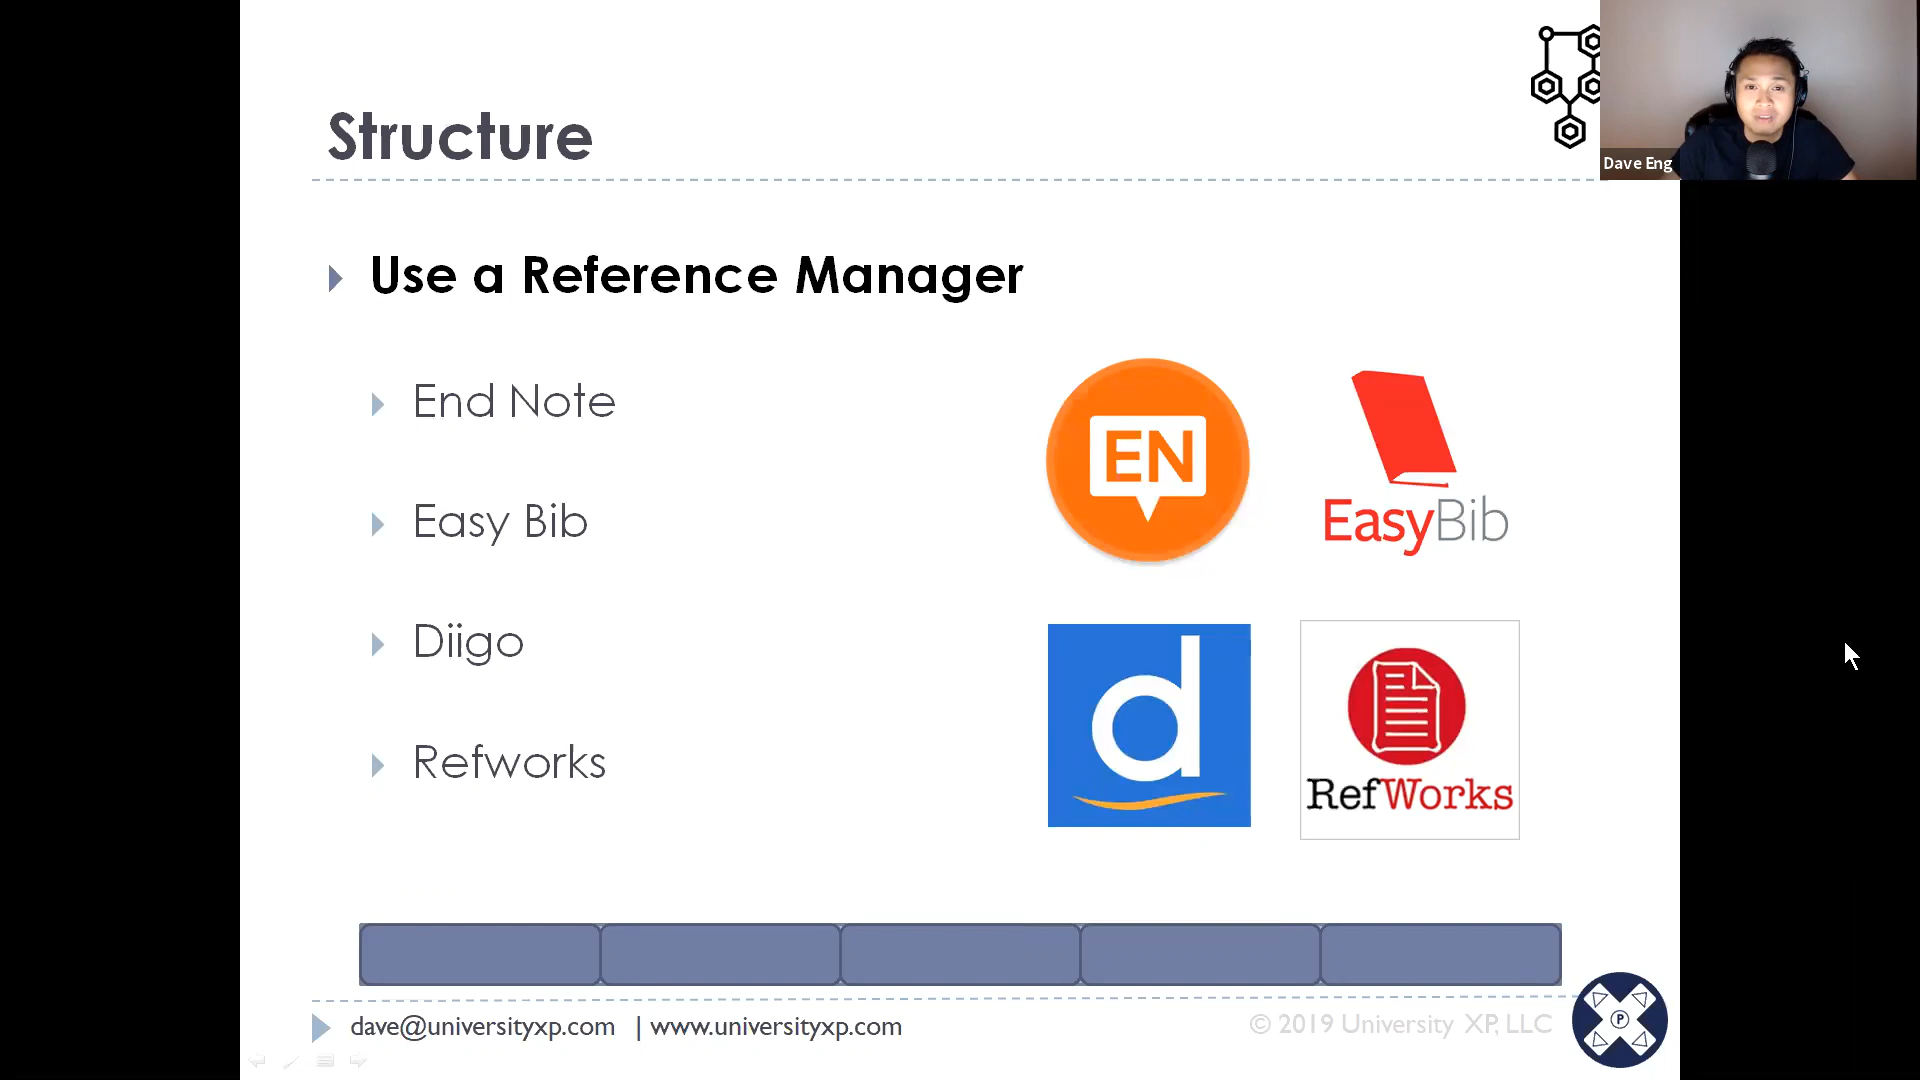 Structure
Dave Eng
Use a Reference Manager
End Note
Easy Bib
Diigo
Refworks
EN
EasyBib
d
RefWorks
dave@universityxp.com | www.universityxp.com
© 2019 University XP, LLC
P